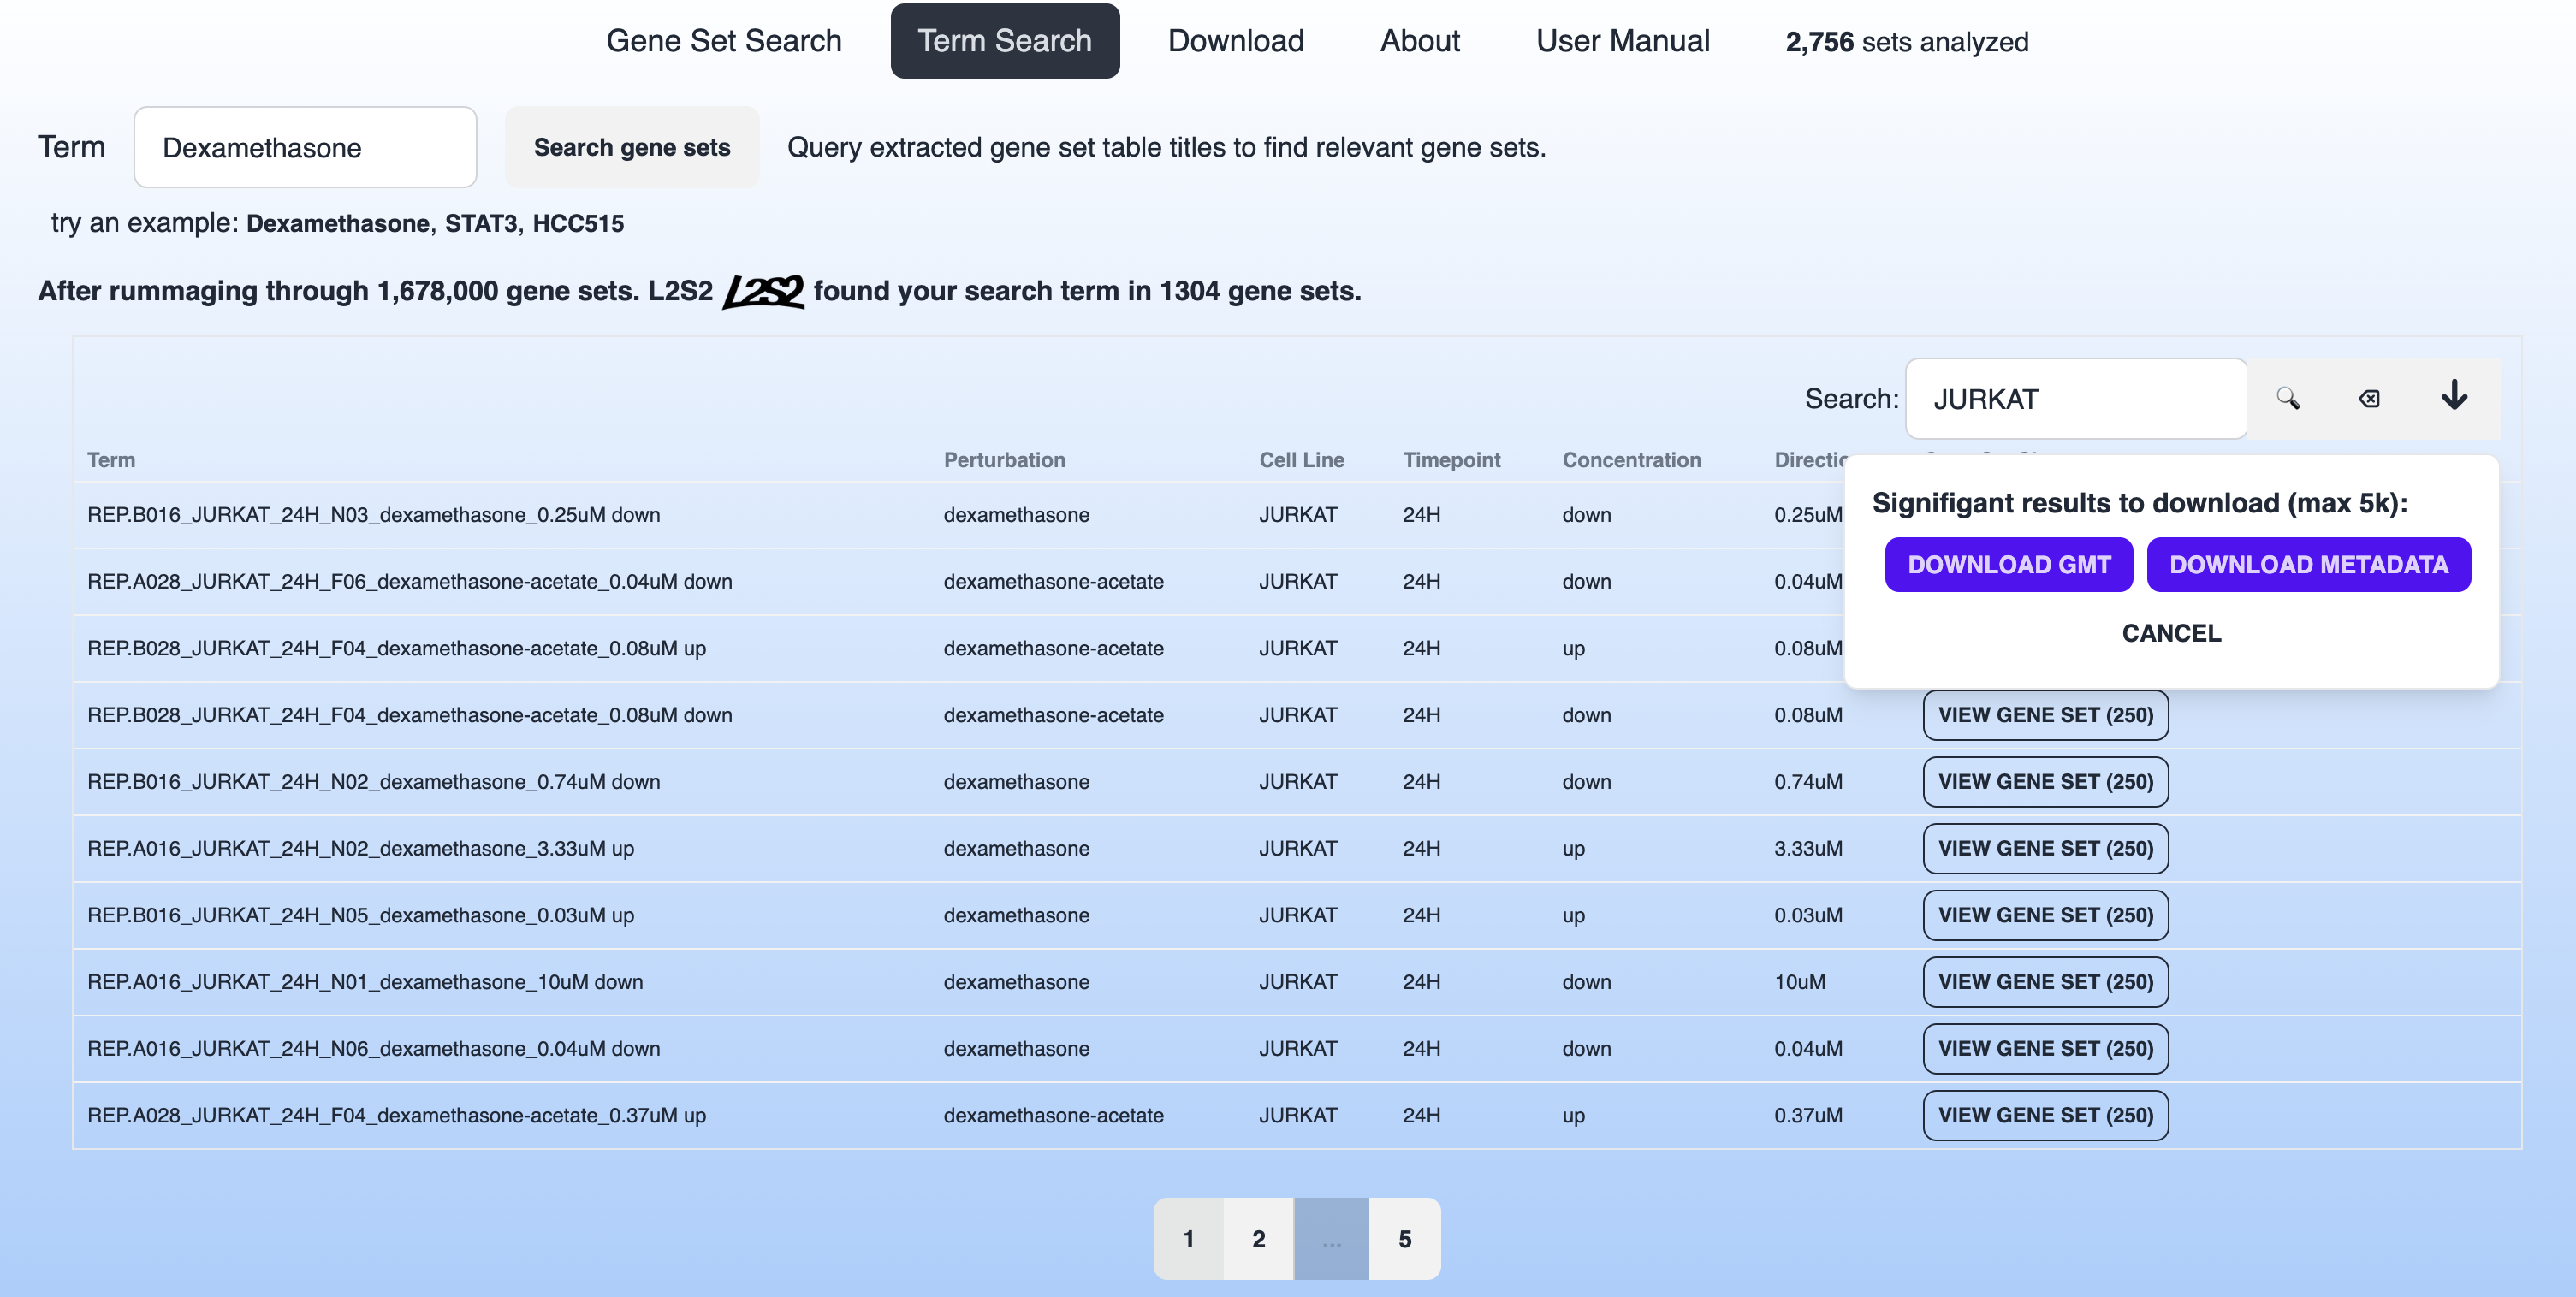 Gene Set Search Term Search Download About User Manual 2,756 sets analyzed
Term Dexamethasone Search gene sets Query extracted gene set table titles to find relevant gene sets.
try an example: Dexamethasone, STAT3, HCC515
After rummaging through 1,678,000 gene sets. L2S2 L2S2 found your search term in 1304 gene sets.
Search: JURKAT
Term Perturbation Cell Line Timepoint Concentration
Signifigant results to download (max 5k):
DOWNLOAD GMT DOWNLOAD METADATA
CANCEL
REP.B016_JURKAT_24H_N03_dexamethasone_0.25uM down dexamethasone JURKAT 24H down 0.25uM
REP.A028_JURKAT_24H_F06_dexamethasone-acetate_0.04uM down dexamethasone-acetate JURKAT 24H down 0.04uM
REP.B028_JURKAT_24H_F04_dexamethasone-acetate_0.08uM up dexamethasone-acetate JURKAT 24H up 0.08uM
REP.B028_JURKAT_24H_F04_dexamethasone-acetate_0.08uM down dexamethasone-acetate JURKAT 24H down 0.08uM VIEW GENE SET (250)
REP.B016_JURKAT_24H_N02_dexamethasone_0.74uM down dexamethasone JURKAT 24H down 0.74uM VIEW GENE SET (250)
REP.A016_JURKAT_24H_N02_dexamethasone_3.33uM up dexamethasone JURKAT 24H up 3.33uM VIEW GENE SET (250)
REP.B016_JURKAT_24H_N05_dexamethasone_0.03uM up dexamethasone JURKAT 24H up 0.03uM VIEW GENE SET (250)
REP.A016_JURKAT_24H_N01_dexamethasone_10uM down dexamethasone JURKAT 24H down 10uM VIEW GENE SET (250)
REP.A016_JURKAT_24H_N06_dexamethasone_0.04uM down dexamethasone JURKAT 24H down 0.04uM VIEW GENE SET (250)
REP.A028_JURKAT_24H_F04_dexamethasone-acetate_0.37uM up dexamethasone-acetate JURKAT 24H up 0.37uM VIEW GENE SET (250)
1 2 ... 5